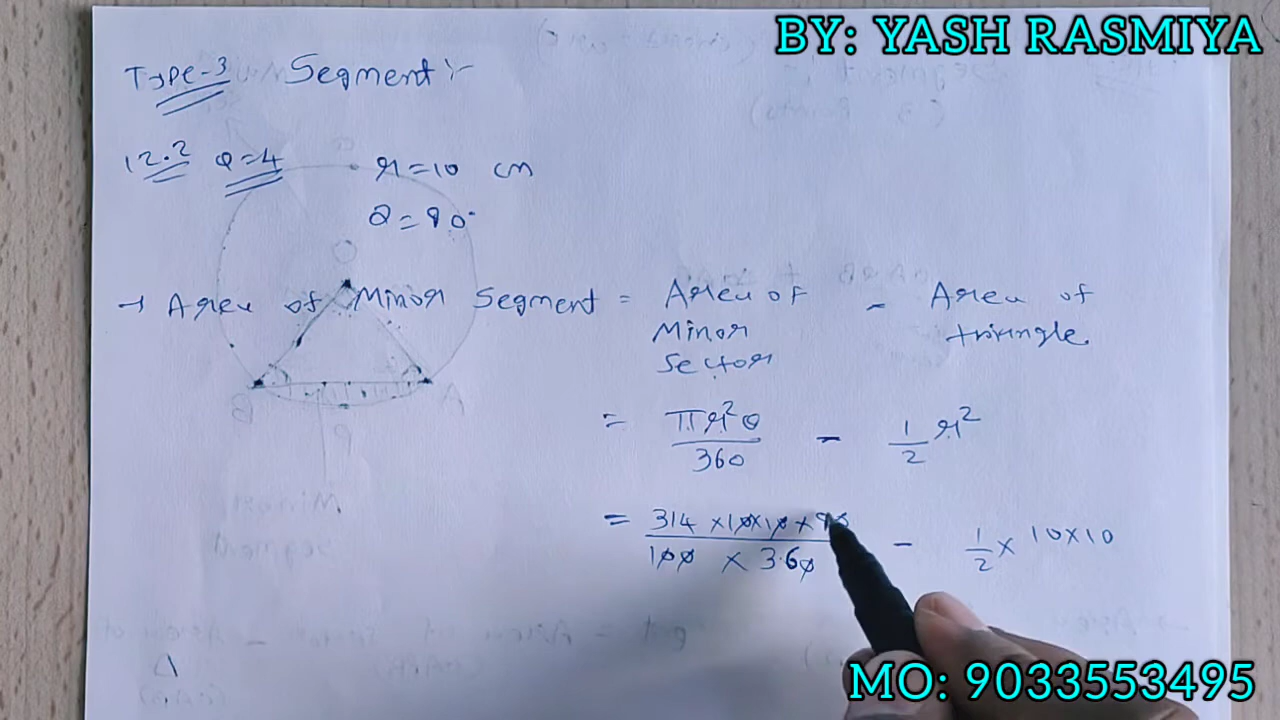 BY: YASH RASMIYA
Type-3 Segment :-
12.2 Q=4 r=10 cm
θ=90°
→ Area of Minor Segment = Area of Minor Sector - Area of triangle
= πr²θ / 360 - 1/2 r²
= 314 × 10 × 10 × 90 / 100 × 360 - 1/2 × 10×10
MO: 9033553495